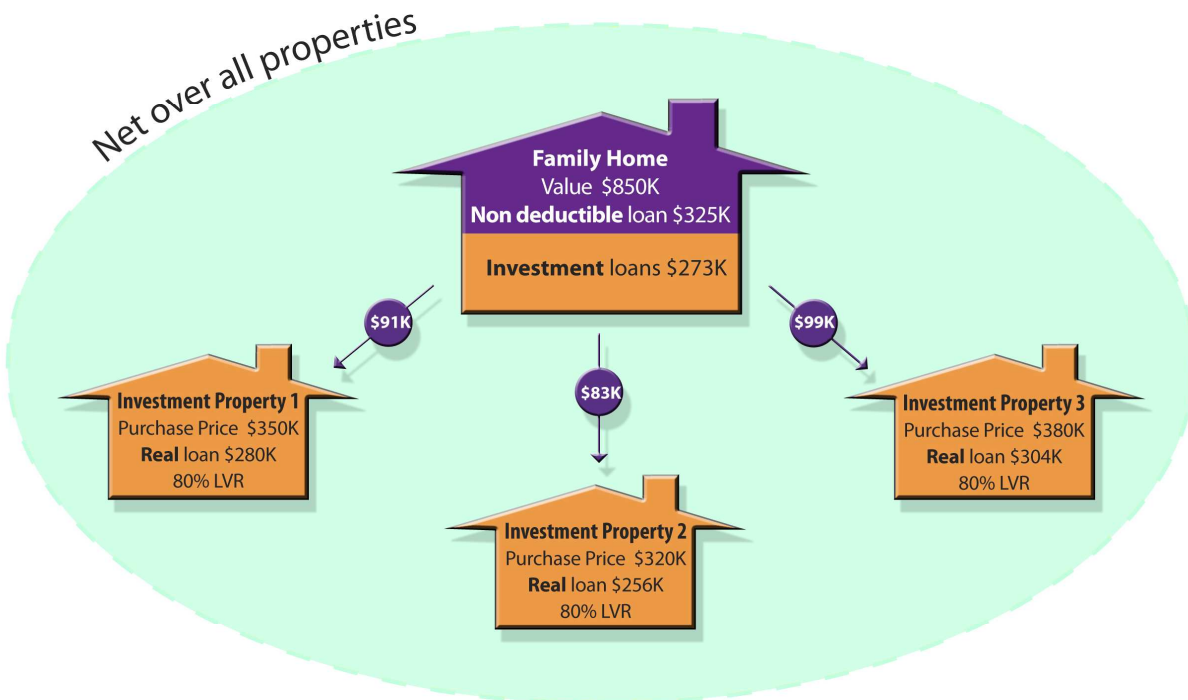 Net over all properties
Family Home
Value $850K
Non deductible loan $325K
Investment loans $273K
$91K
$83K
$99K
Investment Property 1
Purchase Price $350K
Real loan $280K
80% LVR
Investment Property 2
Purchase Price $320K
Real loan $256K
80% LVR
Investment Property 3
Purchase Price $380K
Real loan $304K
80% LVR